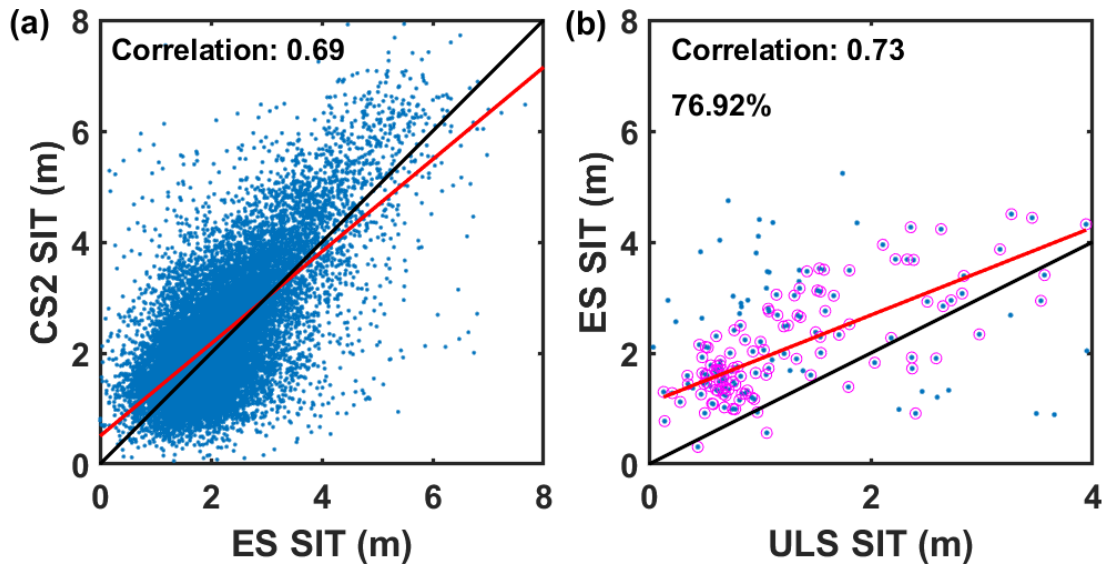 (a)
Correlation: 0.69
8
6
4
2
0
0 2 4 6 8
CS2 SIT (m)
ES SIT (m)
(b)
Correlation: 0.73
76.92%
8
6
4
2
0
0 2 4
ES SIT (m)
ULS SIT (m)